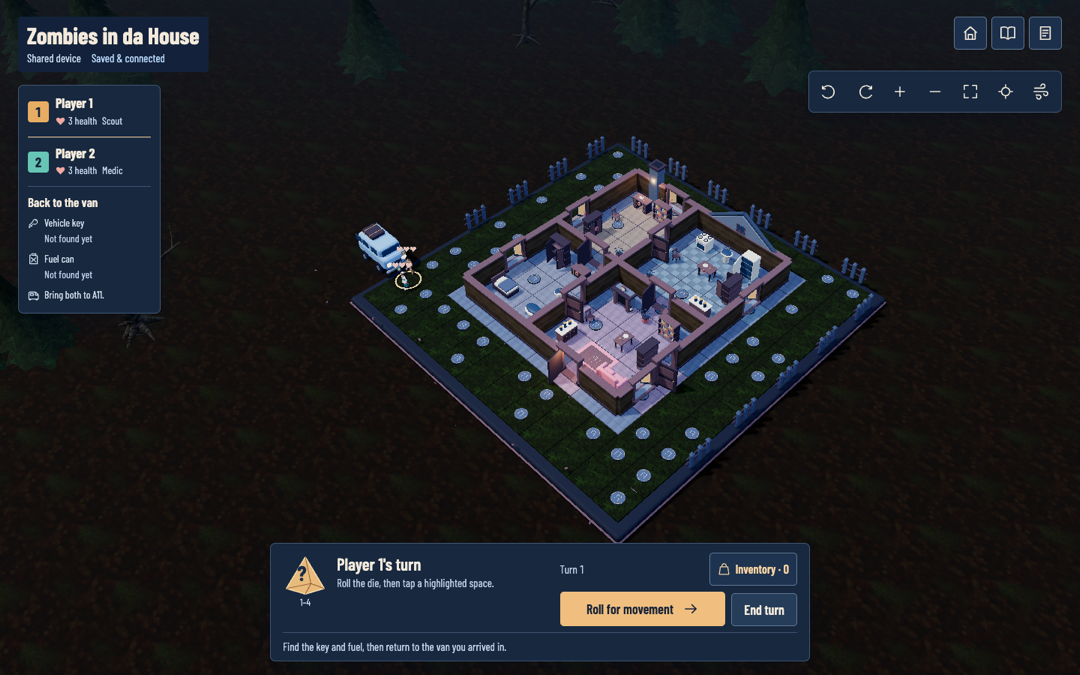 Zombies in da House
Shared device Saved & connected
1
Player 1
3 health Scout
2
Player 2
3 health Medic
Back to the van
Vehicle key
Not found yet
Fuel can
Not found yet
Bring both to A11.
?
1–4
Player 1's turn
Roll the die, then tap a highlighted space.
Turn 1
Inventory · 0
Roll for movement
End turn
Find the key and fuel, then return to the van you arrived in.